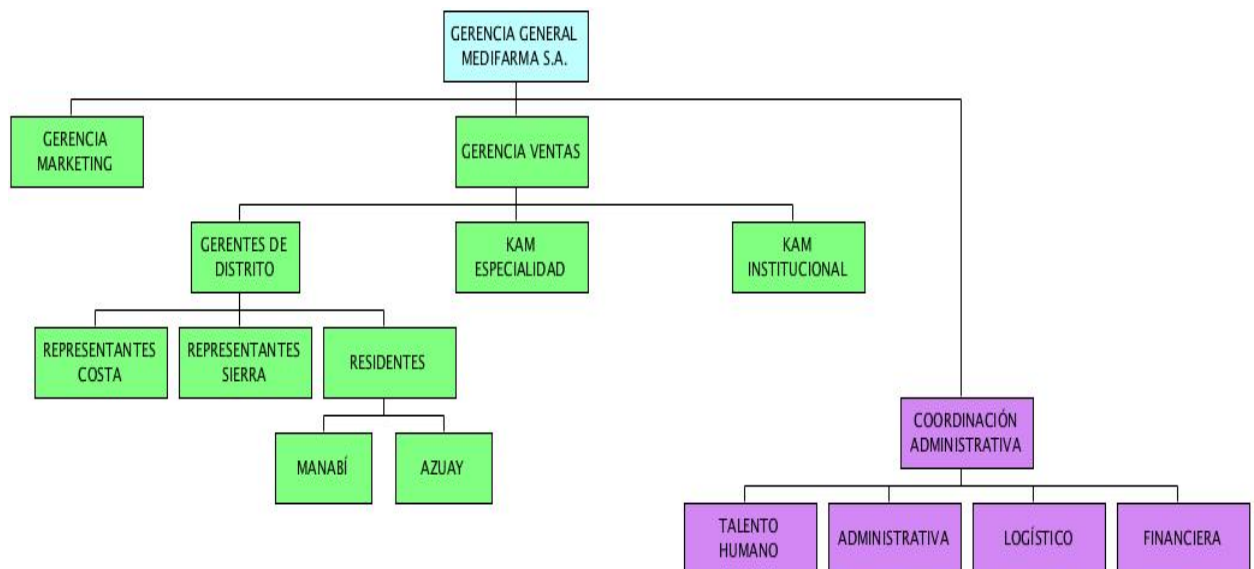 GERENCIA GENERAL
MEDIFARMA S.A.
GERENCIA
MARKETING
GERENCIA VENTAS
GERENTES DE
DISTRITO
KAM
ESPECIALIDAD
KAM
INSTITUCIONAL
REPRESENTANTES
COSTA
REPRESENTANTES
SIERRA
RESIDENTES
MANABÍ
AZUAY
COORDINACIÓN
ADMINISTRATIVA
TALENTO
HUMANO
ADMINISTRATIVA
LOGÍSTICO
FINANCIERA